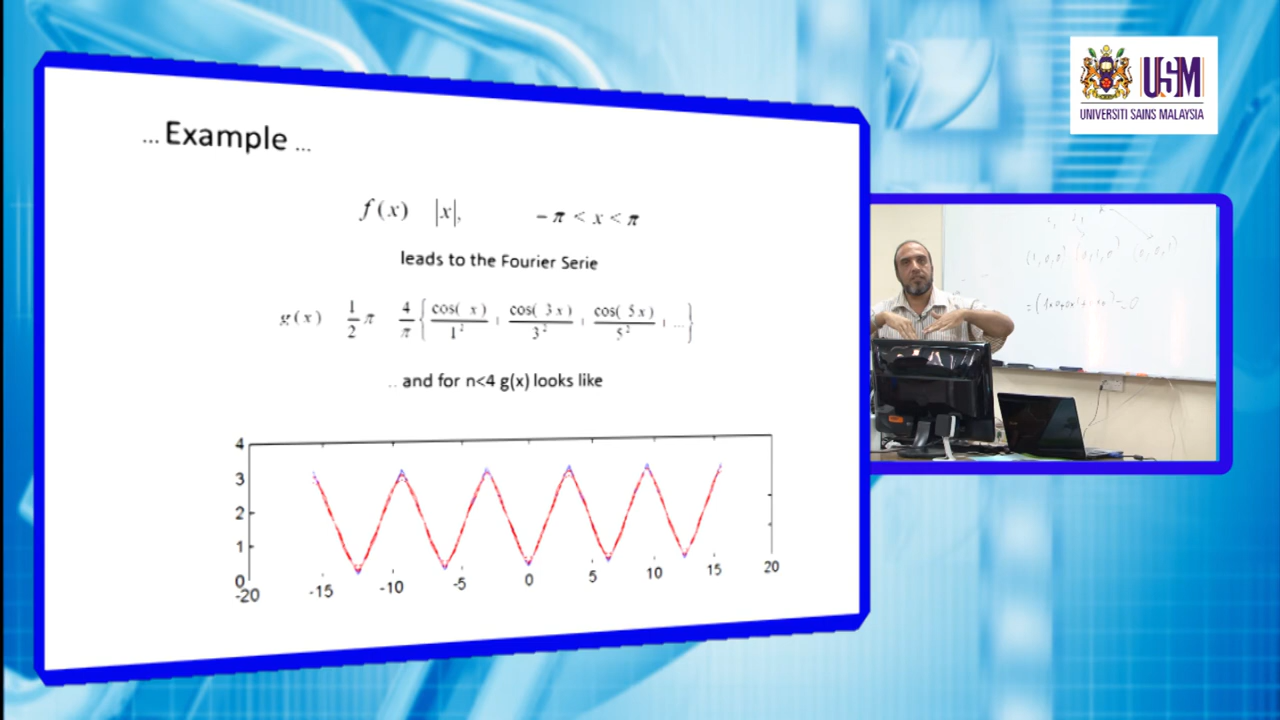 ... Example ...
f(x) |x|, - π < x < π
leads to the Fourier Serie
g(x) 1/2 π 4/π { cos( x)/1² + cos( 3x)/3² + cos( 5x)/5² + ... }
.. and for n<4 g(x) looks like
4
3
2
1
0
-20 -15 -10 -5 0 5 10 15 20
USM
UNIVERSITI SAINS MALAYSIA